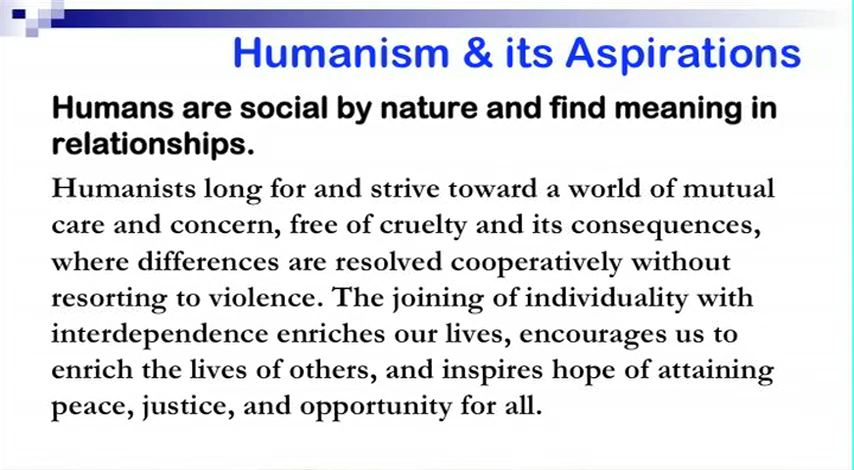 Humanism & its Aspirations
Humans are social by nature and find meaning in
relationships.
Humanists long for and strive toward a world of mutual
care and concern, free of cruelty and its consequences,
where differences are resolved cooperatively without
resorting to violence. The joining of individuality with
interdependence enriches our lives, encourages us to
enrich the lives of others, and inspires hope of attaining
peace, justice, and opportunity for all.